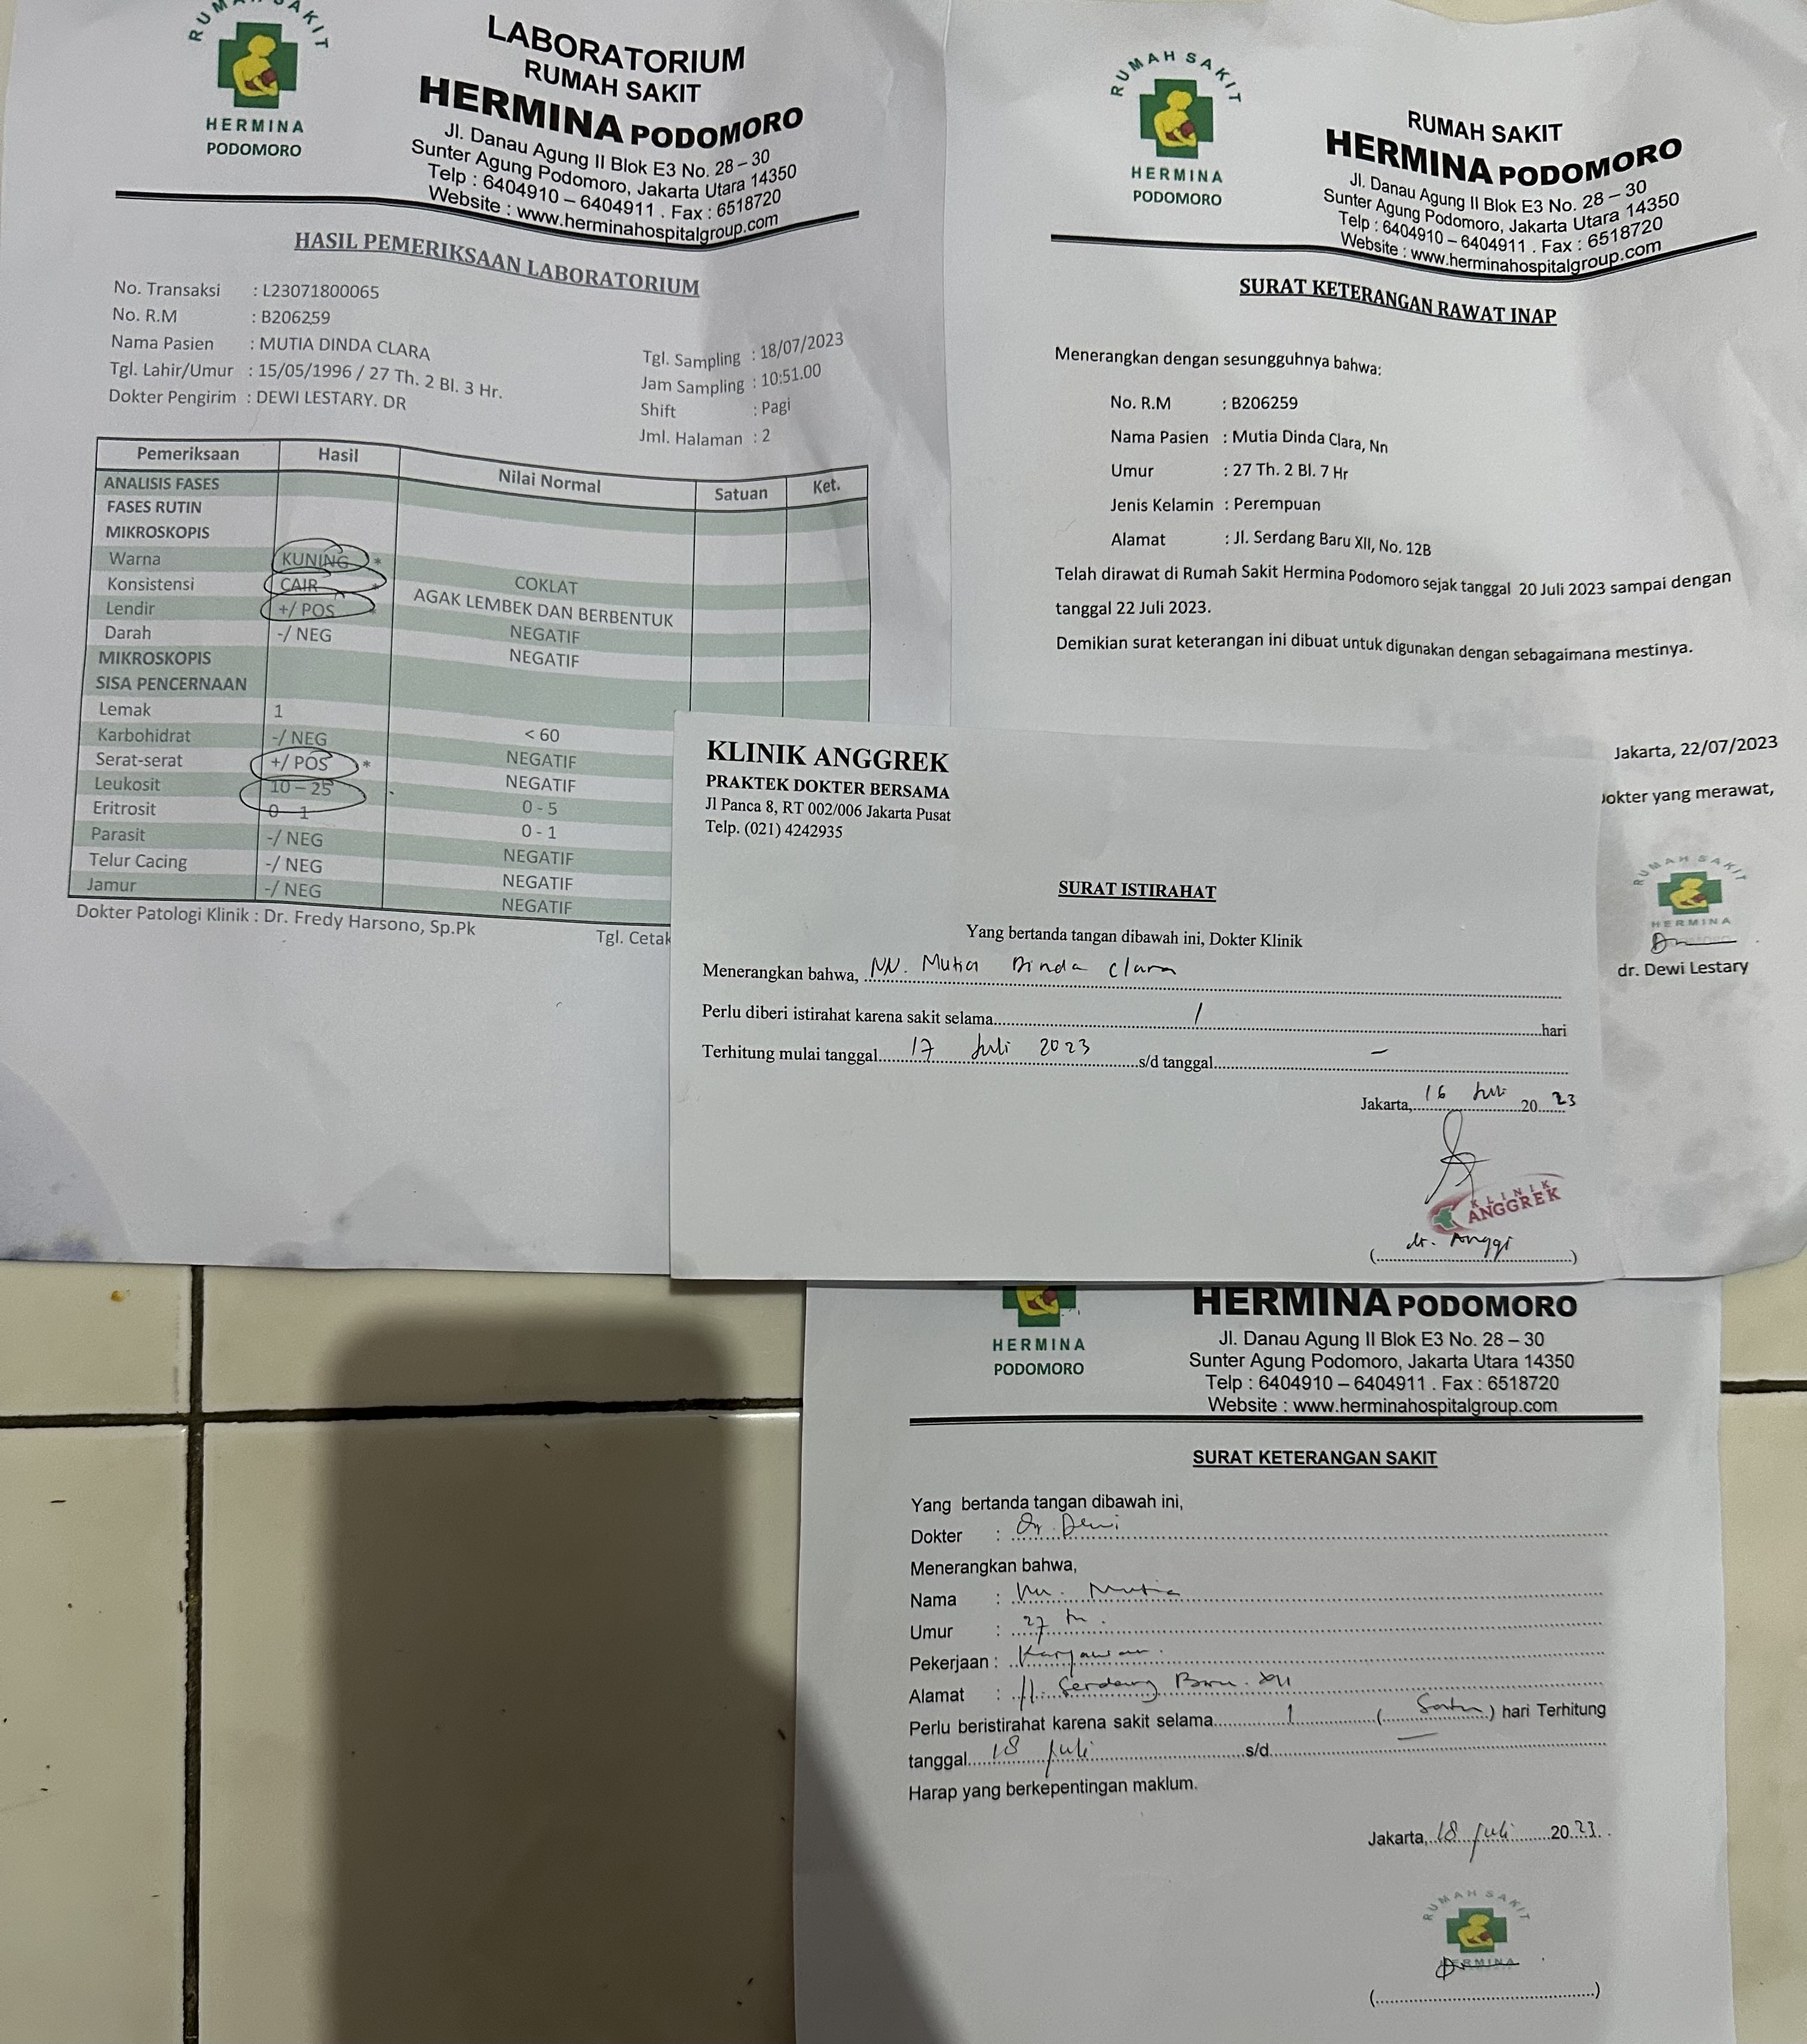 RUMAH SAKIT
HERMINA
PODOMORO
LABORATORIUM
RUMAH SAKIT
HERMINA PODOMORO
Jl. Danau Agung II Blok E3 No. 28 – 30
Sunter Agung Podomoro, Jakarta Utara 14350
Telp : 6404910 – 6404911 . Fax : 6518720
Website : www.herminahospitalgroup.com
HASIL PEMERIKSAAN LABORATORIUM
No. Transaksi : L23071800065
No. R.M : B206259
Nama Pasien : MUTIA DINDA CLARA
Tgl. Lahir/Umur : 15/05/1996 / 27 Th. 2 Bl. 3 Hr.
Dokter Pengirim : DEWI LESTARY. DR
Tgl. Sampling : 18/07/2023
Jam Sampling : 10:51.00
Shift : Pagi
Jml. Halaman : 2
Pemeriksaan Hasil Nilai Normal Satuan Ket.
ANALISIS FASES
FASES RUTIN
MIKROSKOPIS
Warna KUNING * COKLAT
Konsistensi CAIR * AGAK LEMBEK DAN BERBENTUK
Lendir +/ POS * NEGATIF
Darah -/ NEG NEGATIF
MIKROSKOPIS
SISA PENCERNAAN
Lemak 1 < 60
Karbohidrat -/ NEG NEGATIF
Serat-serat +/ POS * NEGATIF
Leukosit 10 – 25 0 - 5
Eritrosit 0 – 1 0 - 1
Parasit -/ NEG NEGATIF
Telur Cacing -/ NEG NEGATIF
Jamur -/ NEG NEGATIF
Dokter Patologi Klinik : Dr. Fredy Harsono, Sp.Pk
Tgl. Cetak
RUMAH SAKIT
HERMINA
PODOMORO
RUMAH SAKIT
HERMINA PODOMORO
Jl. Danau Agung II Blok E3 No. 28 – 30
Sunter Agung Podomoro, Jakarta Utara 14350
Telp : 6404910 – 6404911 . Fax : 6518720
Website : www.herminahospitalgroup.com
SURAT KETERANGAN RAWAT INAP
Menerangkan dengan sesungguhnya bahwa:
No. R.M : B206259
Nama Pasien : Mutia Dinda Clara, Nn
Umur : 27 Th. 2 Bl. 7 Hr
Jenis Kelamin : Perempuan
Alamat : Jl. Serdang Baru XII, No. 12B
Telah dirawat di Rumah Sakit Hermina Podomoro sejak tanggal 20 Juli 2023 sampai dengan
tanggal 22 Juli 2023.
Demikian surat keterangan ini dibuat untuk digunakan dengan sebagaimana mestinya.
Jakarta, 22/07/2023
Dokter yang merawat,
RUMAH SAKIT
HERMINA
dr. Dewi Lestary
KLINIK ANGGREK
PRAKTEK DOKTER BERSAMA
Jl Panca 8, RT 002/006 Jakarta Pusat
Telp. (021) 4242935
SURAT ISTIRAHAT
Yang bertanda tangan dibawah ini, Dokter Klinik
Menerangkan bahwa, NN. Mutia Dinda Clara
Perlu diberi istirahat karena sakit selama 1 hari
Terhitung mulai tanggal 17 Juli 2023 s/d tanggal –
Jakarta, 16 Juli 2023
KLINIK
ANGGREK
(dr. Anggi)
HERMINA
PODOMORO
HERMINA PODOMORO
Jl. Danau Agung II Blok E3 No. 28 – 30
Sunter Agung Podomoro, Jakarta Utara 14350
Telp : 6404910 – 6404911 . Fax : 6518720
Website : www.herminahospitalgroup.com
SURAT KETERANGAN SAKIT
Yang bertanda tangan dibawah ini,
Dokter : Dr. Dewi
Menerangkan bahwa,
Nama : Nn. Mutia
Umur : 27 th.
Pekerjaan : Karyawan.
Alamat : Jl. Serdang Baru. XII
Perlu beristirahat karena sakit selama 1 (Satu) hari Terhitung
tanggal 18 Juli s/d –
Harap yang berkepentingan maklum.
Jakarta, 18 Juli 2023.
RUMAH SAKIT
HERMINA
(..............)